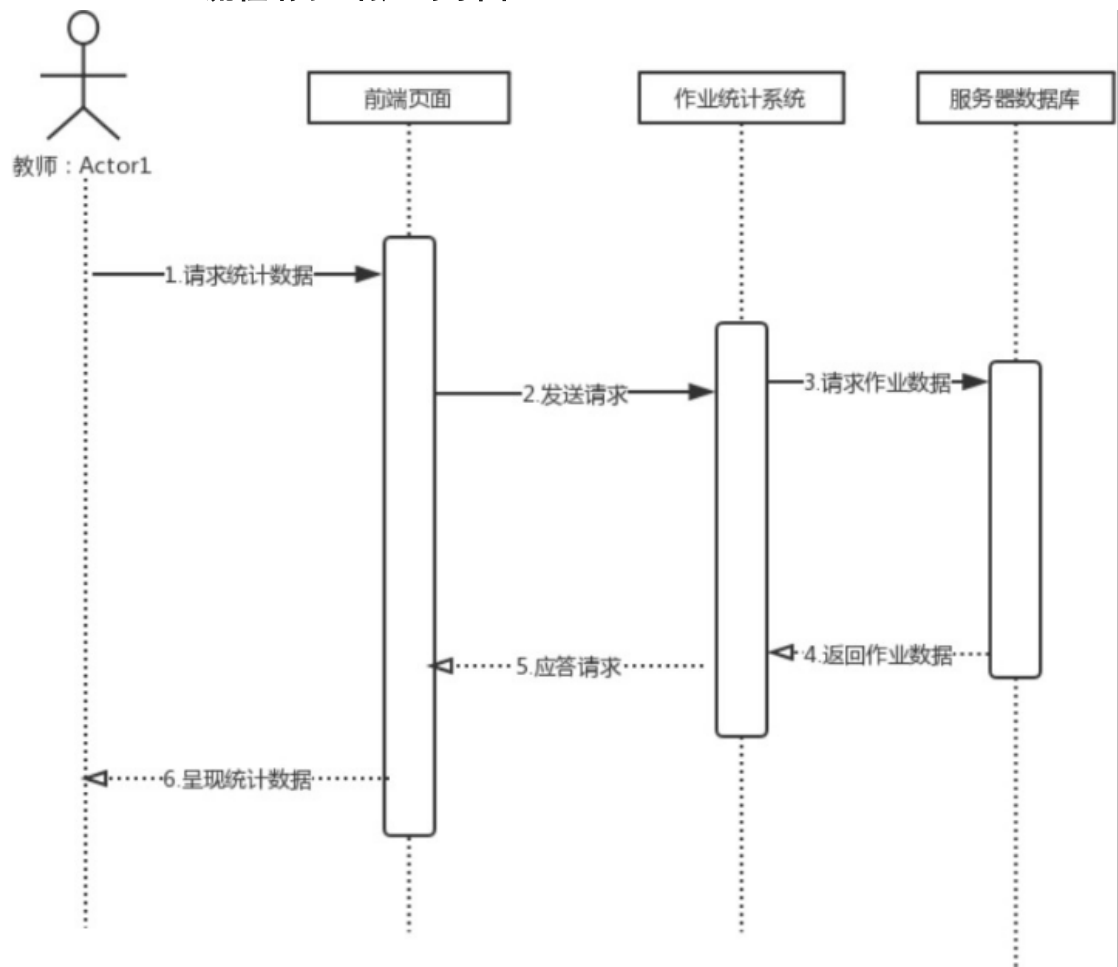 前端页面
作业统计系统
服务器数据库
教师：Actor1
1.请求统计数据
2.发送请求
3.请求作业数据
4.返回作业数据
5.应答请求
6.呈现统计数据